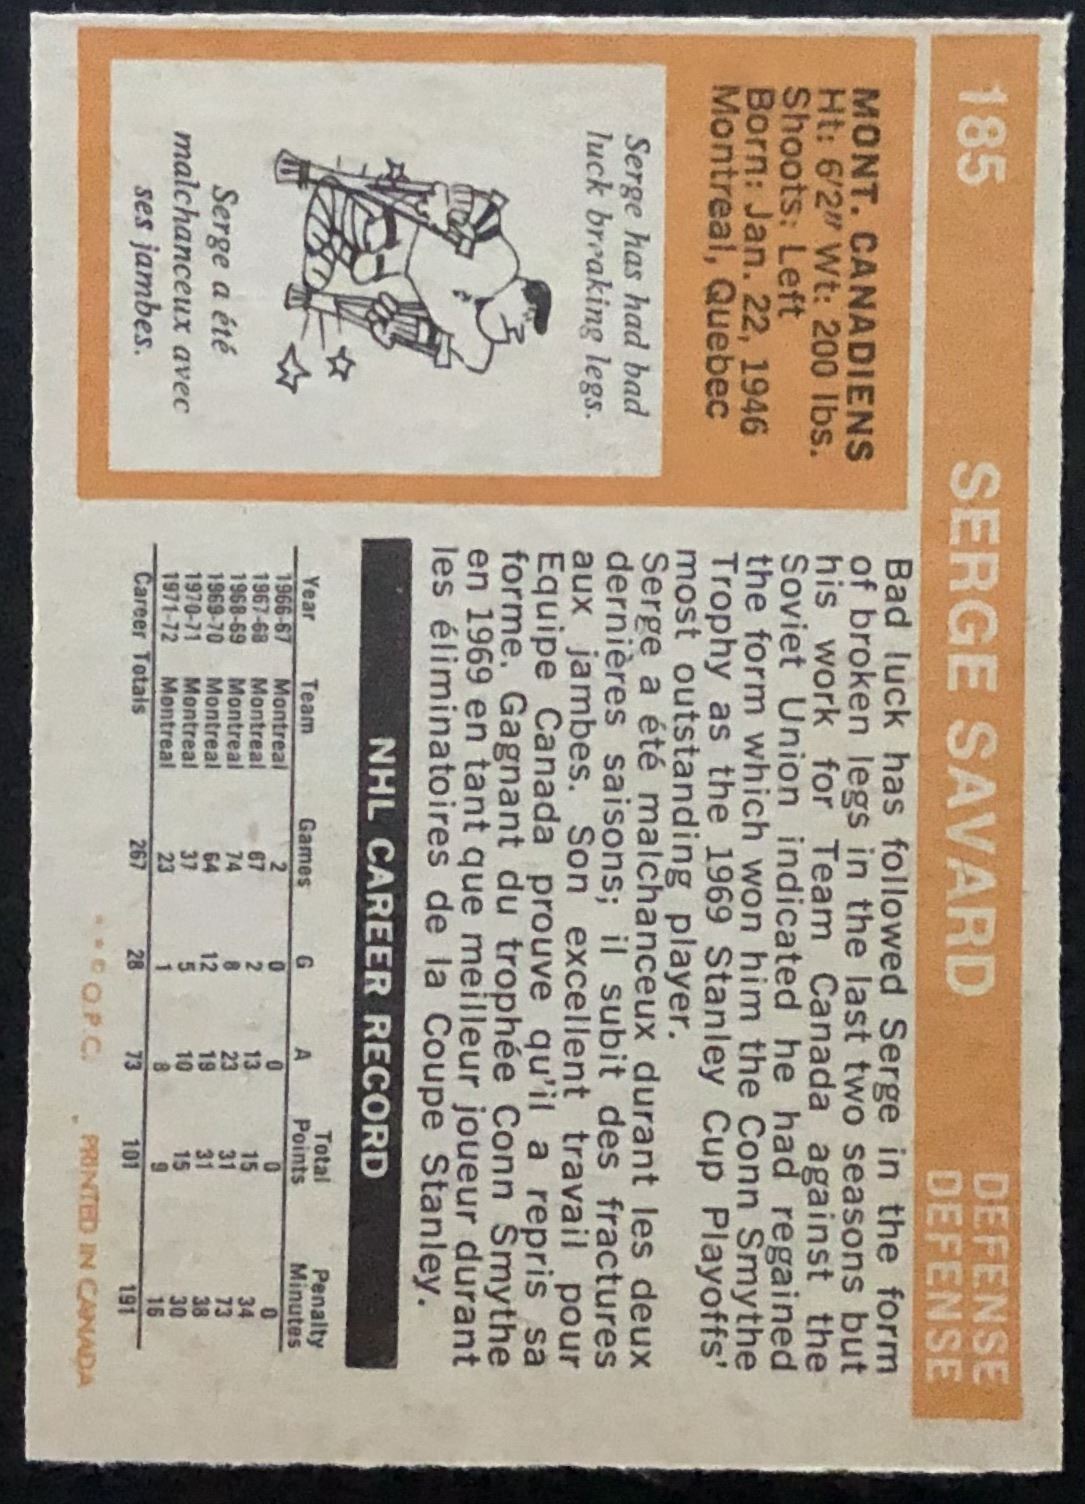 185 SERGE SAVARD DEFENSE
DEFENSE
MONT. CANADIENS
Ht: 6'2" Wt: 200 lbs.
Shoots: Left
Born: Jan. 22, 1946
Montreal, Quebec
Serge has had bad
luck braking legs.
Serge a été
malchanceux avec
ses jambes.
Bad luck has followed Serge in the form
of broken legs in the last two seasons but
his work for Team Canada against the
Soviet Union indicated he had regained
the form which won him the Conn Smythe
Trophy as the 1969 Stanley Cup Playoffs'
most outstanding player.
Serge a été malchanceux durant les deux
dernières saisons; il subit des fractures
aux jambes. Son excellent travail pour
Equipe Canada prouve qu'il a repris sa
forme. Gagnant du trophée Conn Smythe
en 1969 en tant que meilleur joueur durant
les éliminatoires de la Coupe Stanley.
NHL CAREER RECORD
Year Team Games G A Total Points Penalty Minutes
1966-67 Montreal 2 0 0 0 0
1967-68 Montreal 67 2 13 15 34
1968-69 Montreal 74 8 23 31 73
1969-70 Montreal 64 12 19 31 38
1970-71 Montreal 37 5 10 15 30
1971-72 Montreal 23 1 8 9 16
Career Totals 267 28 73 101 191
* * © O.P.C. PRINTED IN CANADA